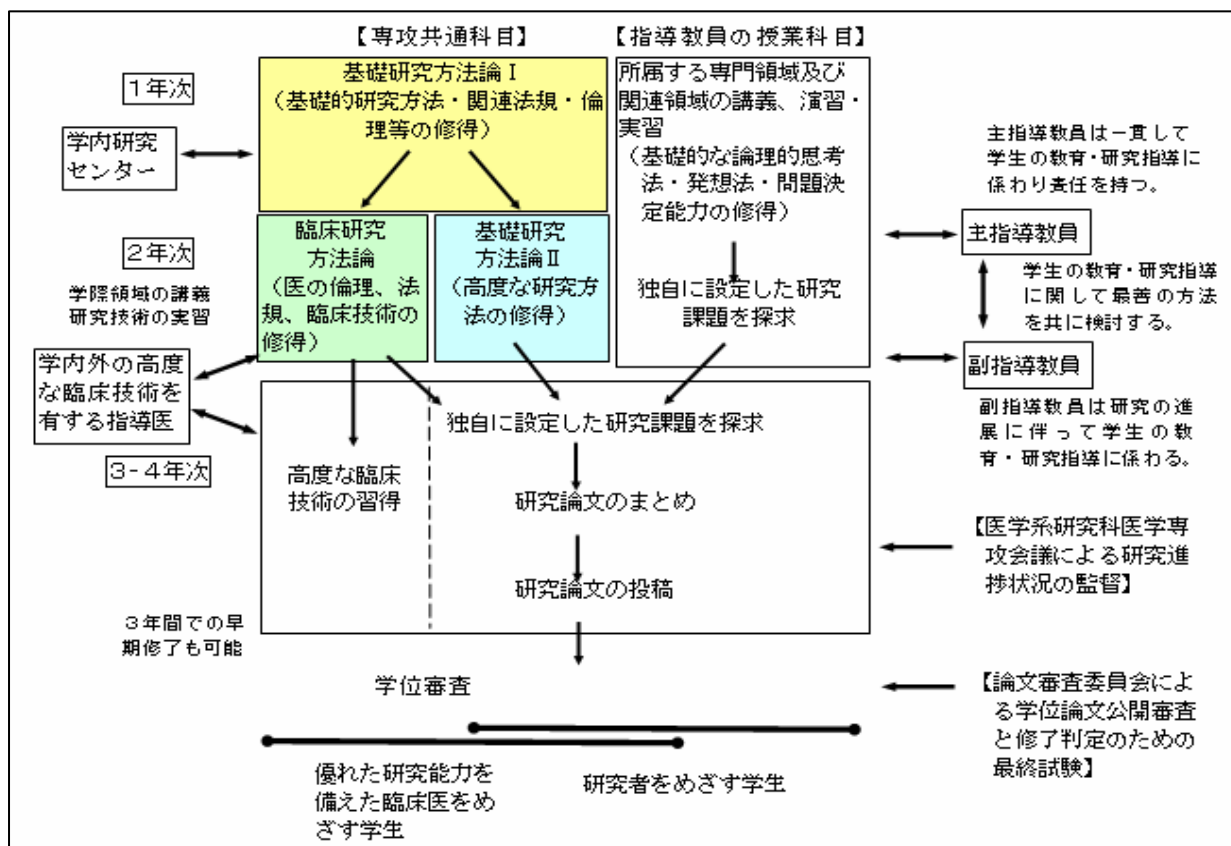 【専攻共通科目】
【指導教員の授業科目】
1年次
基礎研究方法論Ⅰ
（基礎的研究方法・関連法規・倫
理等の修得）
学内研究
センター
所属する専門領域及び
関連領域の講義、演習・
実習
（基礎的な論理的思考
法・発想法・問題決
定能力の修得）
独自に設定した研究
課題を探求
主指導教員は一貫して
学生の教育・研究指導に
係わり責任を持つ。
主指導教員
学生の教育・研究指導
に関して最善の方法
を共に検討する。
副指導教員
副指導教員は研究の進
展に伴って学生の教
育・研究指導に係わる。
2年次
学際領域の講義
研究技術の実習
臨床研究
方法論
（医の倫理、法
規、臨床技術の
修得）
基礎研究
方法論Ⅱ
（高度な研究方
法の修得）
学内外の高度
な臨床技術を
有する指導医
3-4年次
独自に設定した研究課題を探求
高度な臨床
技術の習得
研究論文のまとめ
研究論文の投稿
【医学系研究科医学専
攻会議による研究進
捗状況の監督】
３年間での早
期修了も可能
学位審査
【論文審査委員会によ
る学位論文公開審査
と修了判定のための
最終試験】
優れた研究能力を
備えた臨床医をめ
ざす学生
研究者をめざす学生